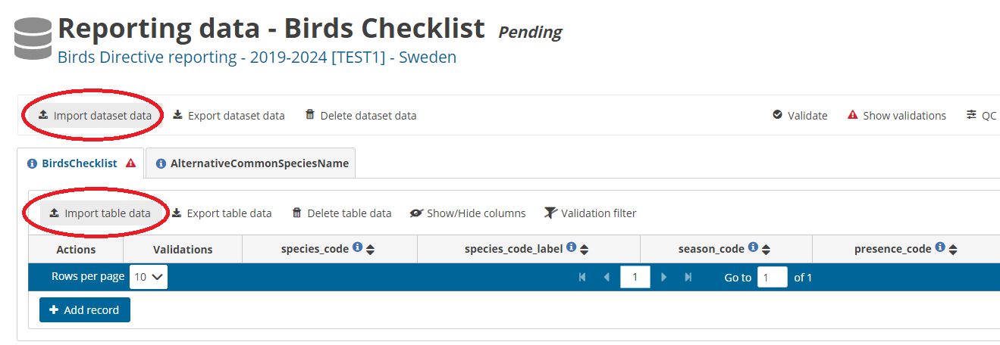 Reporting data - Birds Checklist Pending
Birds Directive reporting - 2019-2024 [TEST1] - Sweden
Import dataset data Export dataset data Delete dataset data Validate Show validations QC
BirdsChecklist AlternativeCommonSpeciesName
Import table data Export table data Delete table data Show/Hide columns Validation filter
Actions Validations species_code species_code_label season_code presence_code
Rows per page 10 1 Go to 1 of 1
Add record